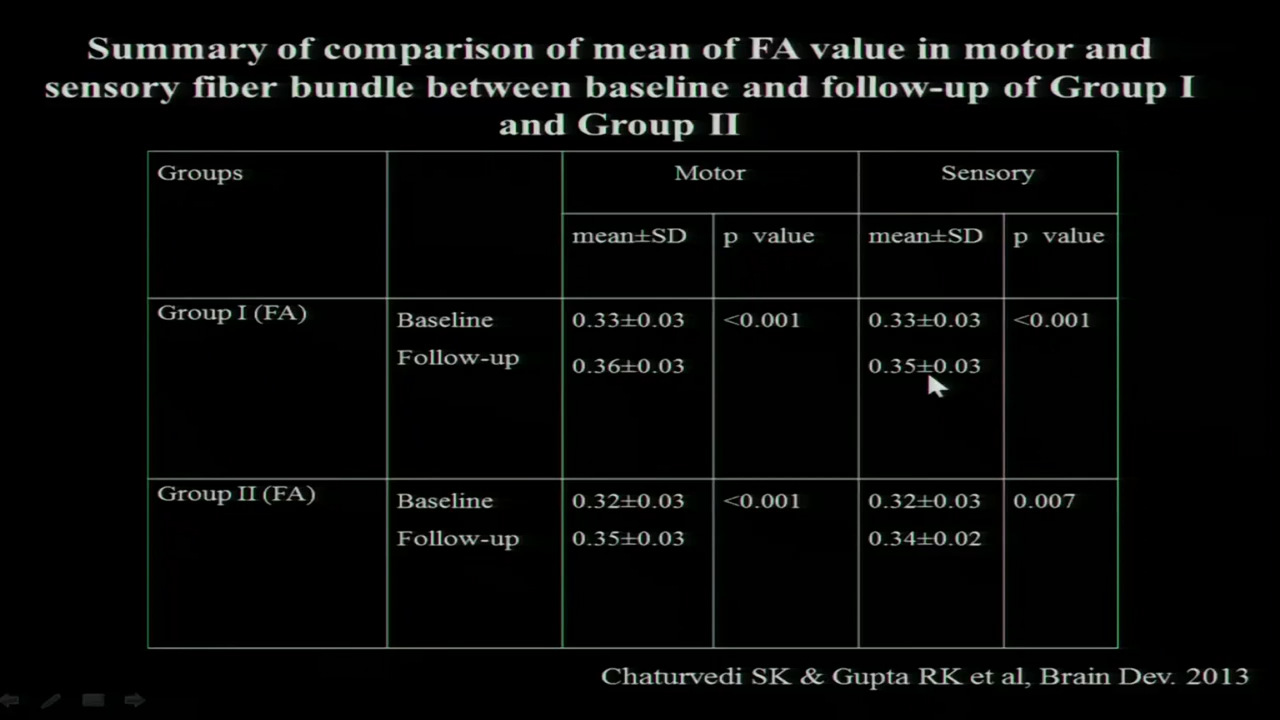 Summary of comparison of mean of FA value in motor and
sensory fiber bundle between baseline and follow-up of Group I
and Group II
Groups Motor Sensory
mean±SD p value mean±SD p value
Group I (FA) Baseline 0.33±0.03 <0.001 0.33±0.03 <0.001
Follow-up 0.36±0.03 0.35±0.03
Group II (FA) Baseline 0.32±0.03 <0.001 0.32±0.03 0.007
Follow-up 0.35±0.03 0.34±0.02
Chaturvedi SK & Gupta RK et al, Brain Dev. 2013